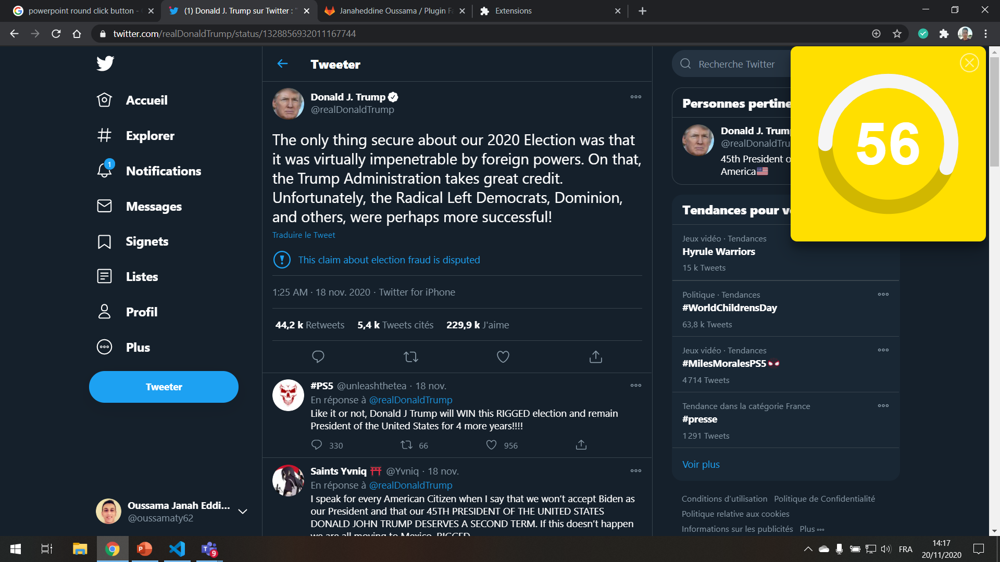 powerpoint round click button -
(1) Donald J. Trump sur Twitter : "
Janaheddine Oussama / Plugin Fa
Extensions
twitter.com/realDonaldTrump/status/1328856932011167744
Accueil
Explorer
1
Notifications
Messages
Signets
Listes
Profil
Plus
Tweeter
Oussama Janah Eddi...
@oussamaty62
Tweeter
Donald J. Trump
@realDonaldTrump
The only thing secure about our 2020 Election was that
it was virtually impenetrable by foreign powers. On that,
the Trump Administration takes great credit.
Unfortunately, the Radical Left Democrats, Dominion,
and others, were perhaps more successful!
Traduire le Tweet
This claim about election fraud is disputed
1:25 AM · 18 nov. 2020 · Twitter for iPhone
44,2 k Retweets 5,4 k Tweets cités 229,9 k J'aime
#PS5 @unleashthetea · 18 nov.
En réponse à @realDonaldTrump
Like it or not, Donald J Trump will WIN this RIGGED election and remain
President of the United States for 4 more years!!!!
330 66 956
Saints Yvniq ⛩ @Yvniq · 18 nov.
En réponse à @realDonaldTrump
I speak for every American Citizen when I say that we won't accept Biden as
our President and that our 45TH PRESIDENT OF THE UNITED STATES
DONALD JOHN TRUMP DESERVES A SECOND TERM. If this doesn't happen
we are all moving to Mexico. RIGGED
Recherche Twitter
Personnes pertine
Donald J. Trum
@realDonaldTru
45th President o
America🇺🇸
56
Tendances pour v
Jeux vidéo · Tendances
Hyrule Warriors
15 k Tweets
Politique · Tendances
#WorldChildrensDay
63,8 k Tweets
Jeux vidéo · Tendances
#MilesMoralesPS5
4 714 Tweets
Tendance dans la catégorie France
#presse
1 291 Tweets
Voir plus
Conditions d'utilisation Politique de Confidentialité
Politique relative aux cookies
Informations sur les publicités Plus
9
FRA
14:17
20/11/2020